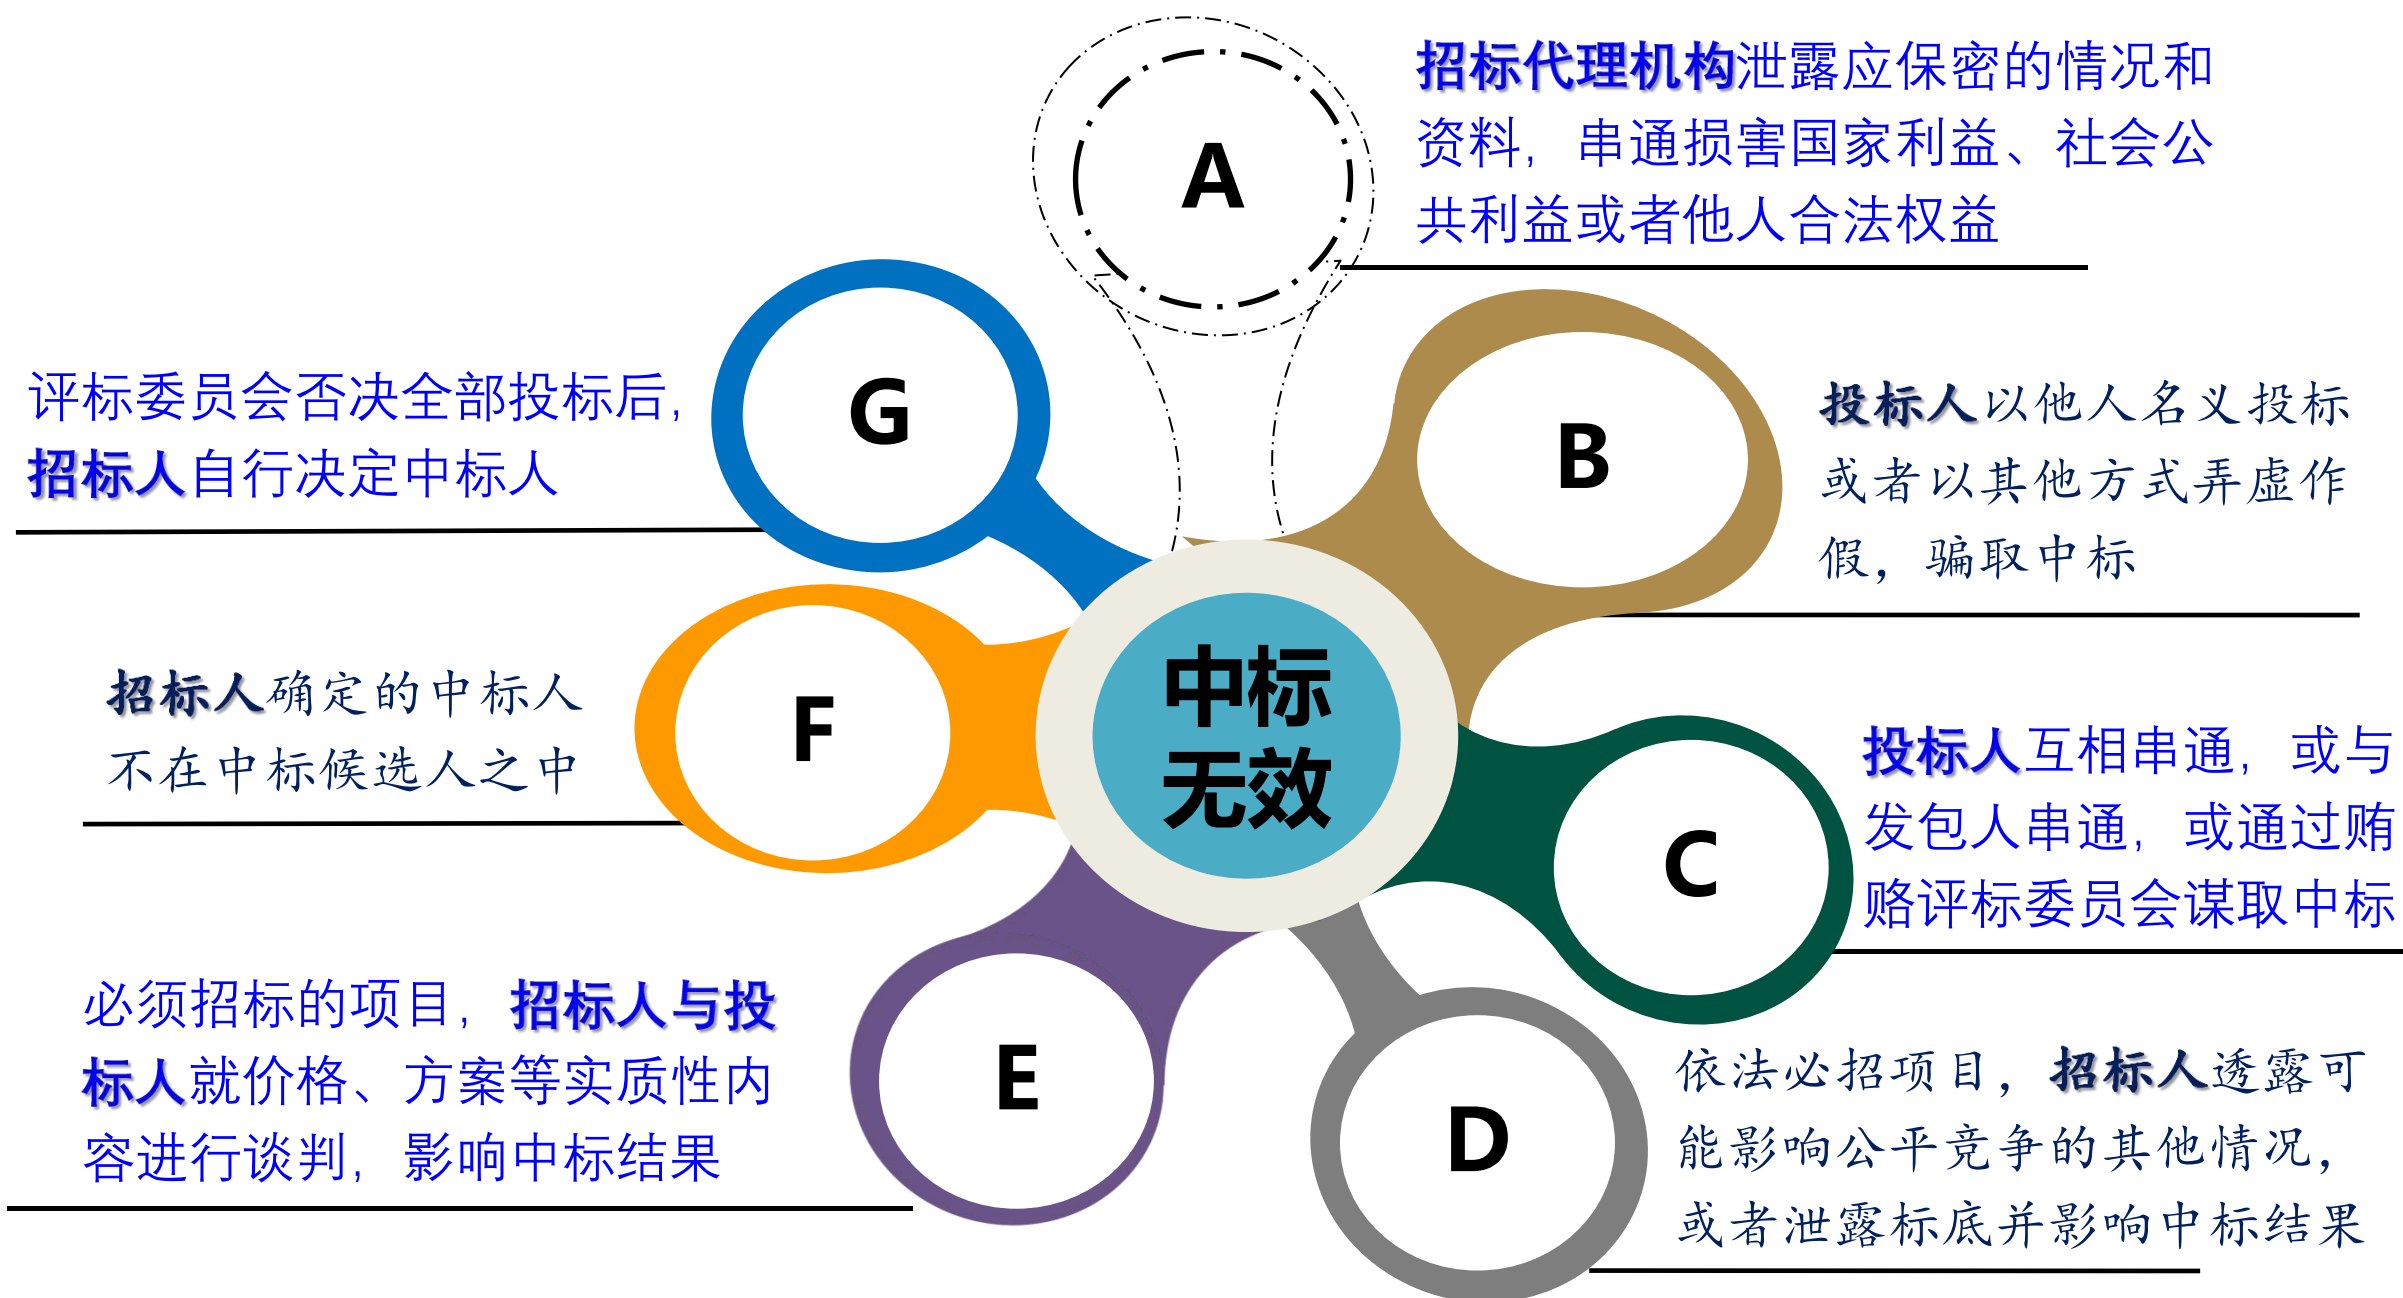 A
招标代理机构泄露应保密的情况和
资料，串通损害国家利益、社会公
共利益或者他人合法权益
B
投标人以他人名义投标
或者以其他方式弄虚作
假，骗取中标
C
投标人互相串通，或与
发包人串通，或通过贿
赂评标委员会谋取中标
D
依法必招项目，招标人透露可
能影响公平竞争的其他情况，
或者泄露标底并影响中标结果
E
必须招标的项目，招标人与投
标人就价格、方案等实质性内
容进行谈判，影响中标结果
F
招标人确定的中标人
不在中标候选人之中
G
评标委员会否决全部投标后，
招标人自行决定中标人
中标
无效